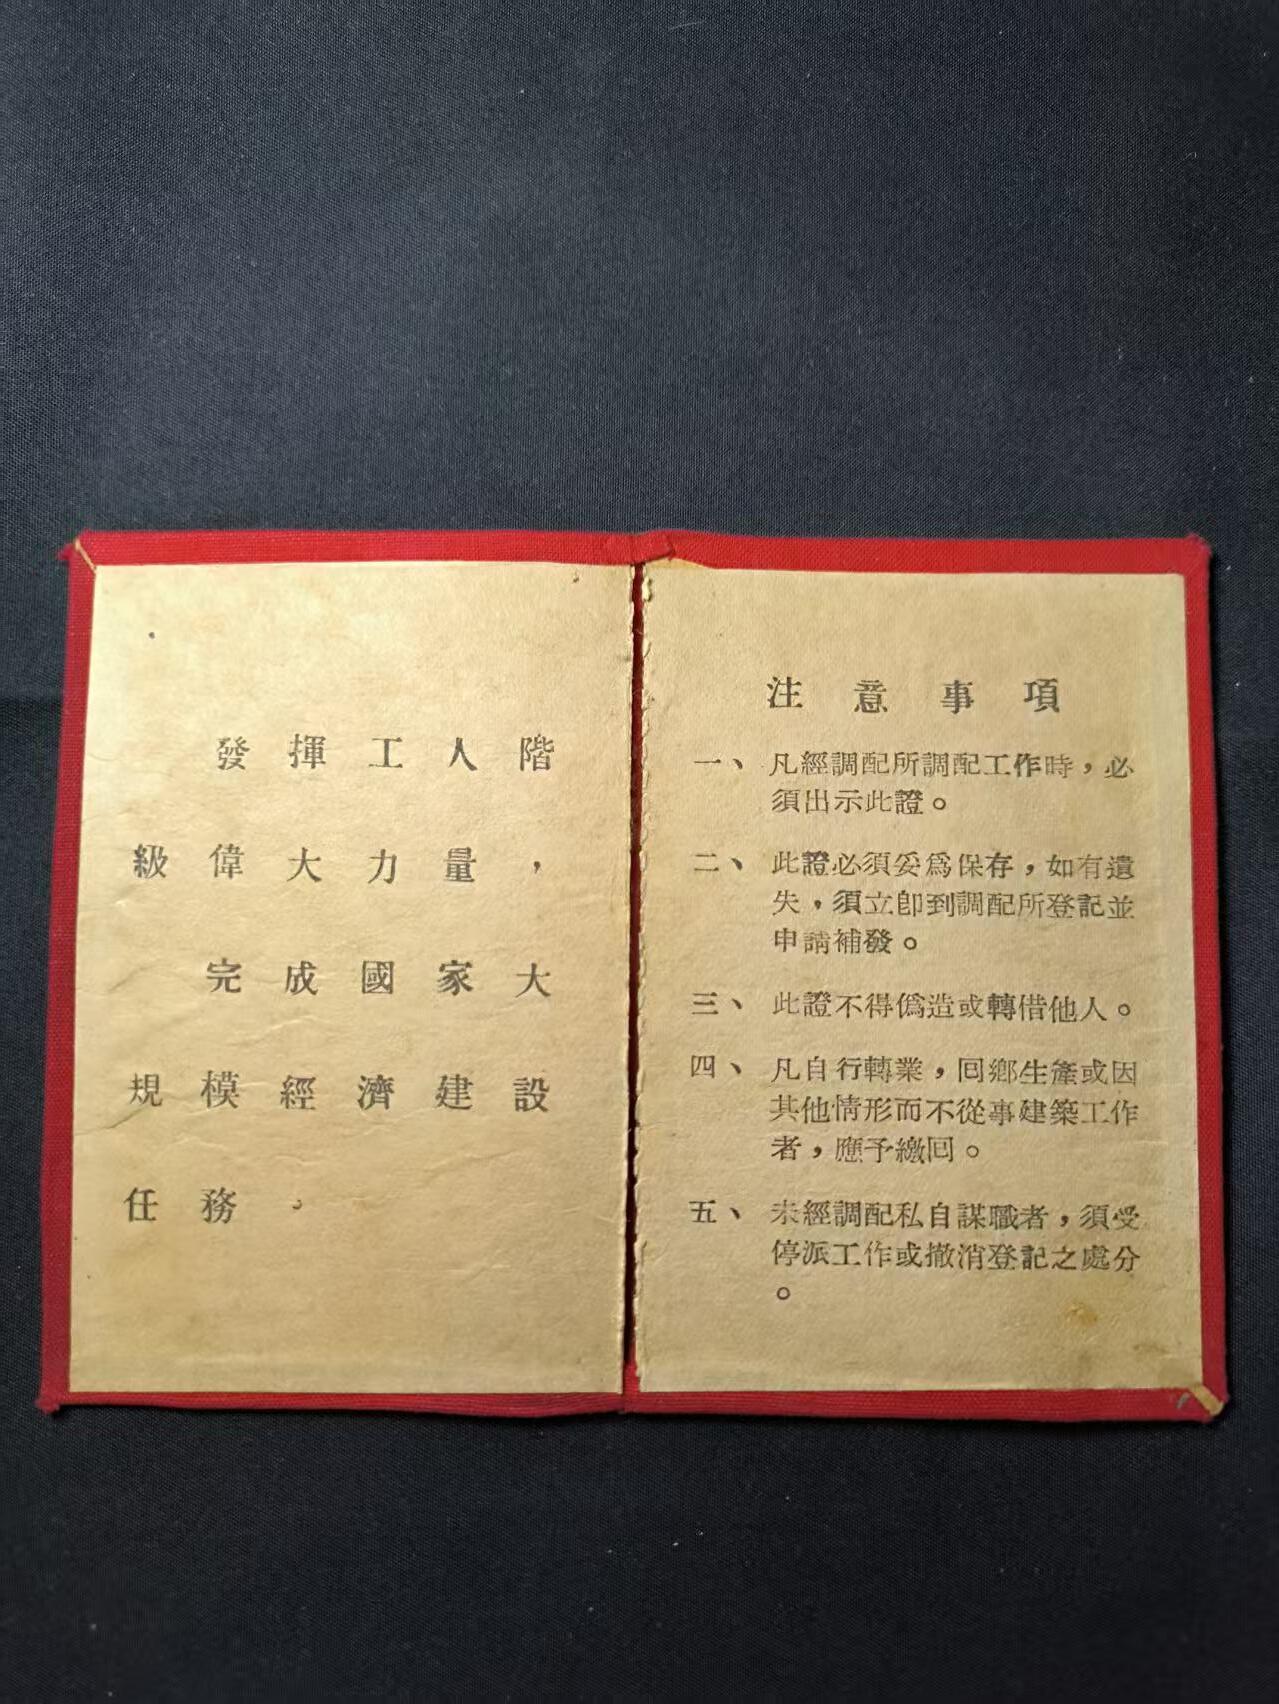 發揮工人階
級偉大力量，
完成國家大
規模經濟建設
任務。
注意事項
一、凡經調配所調配工作時，必
須出示此證。
二、此證必須妥爲保存，如有遺
失，須立卽到調配所登記並
申請補發。
三、此證不得僞造或轉借他人。
四、凡自行轉業，回鄉生產或因
其他情形而不從事建築工作
者，應予繳回。
五、未經調配私自謀職者，須受
停派工作或撤消登記之處分
。